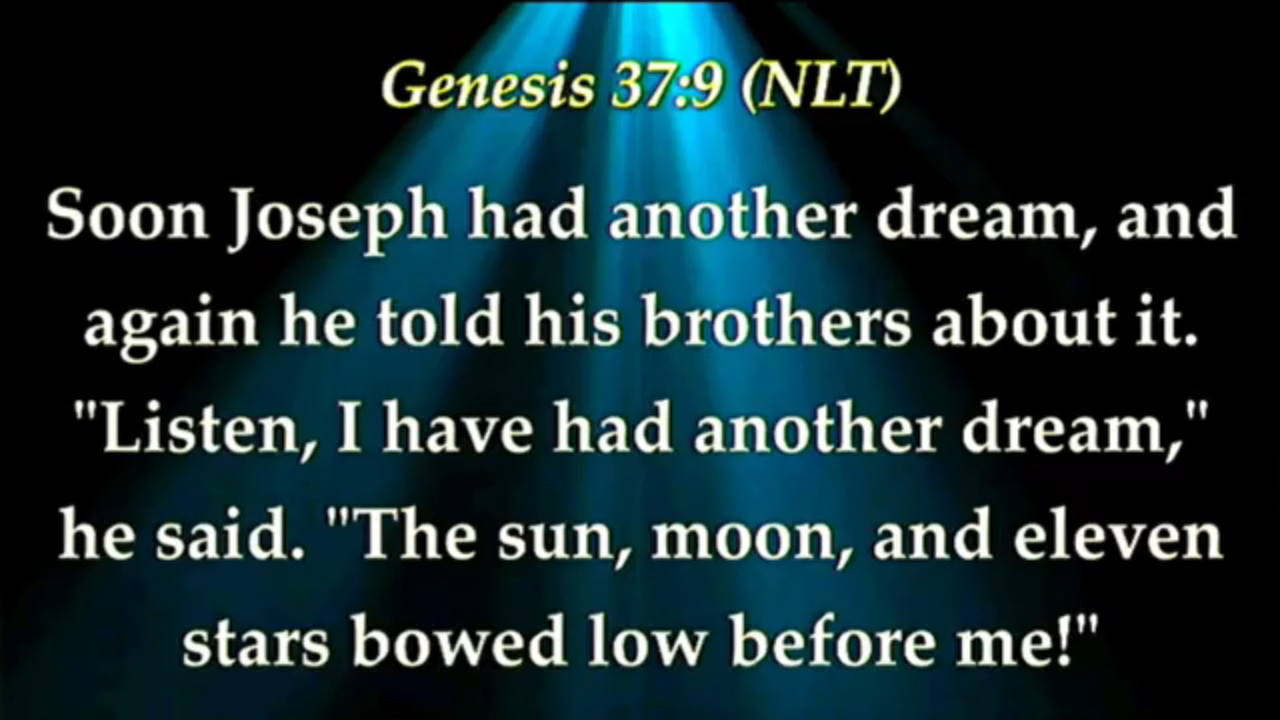 Genesis 37:9 (NLT)
Soon Joseph had another dream, and
again he told his brothers about it.
"Listen, I have had another dream,"
he said. "The sun, moon, and eleven
stars bowed low before me!"